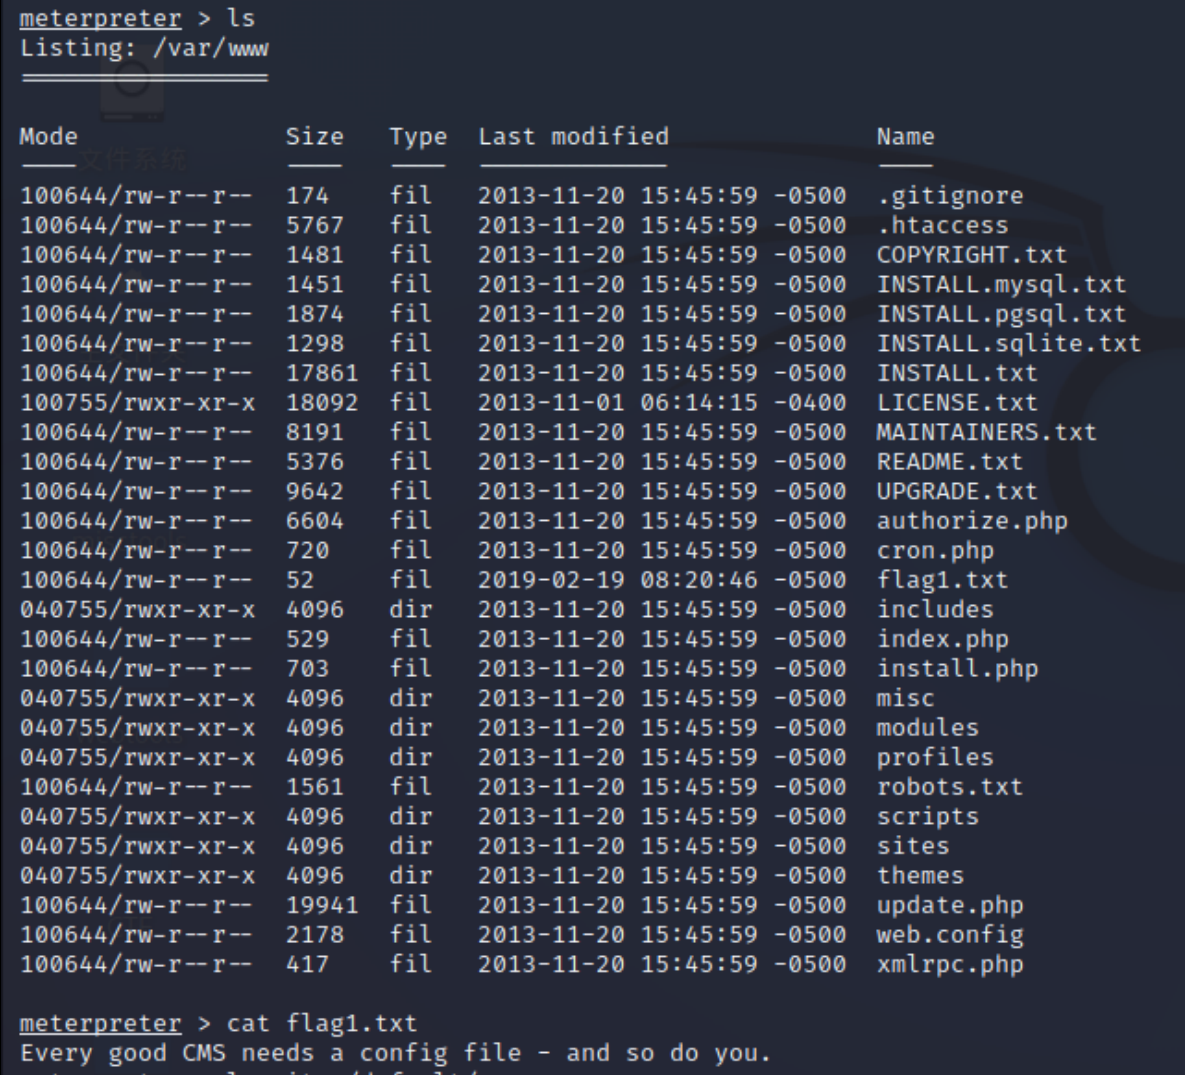 meterpreter > ls
Listing: /var/www
=================
Mode Size Type Last modified Name
---- ---- ---- ------------- ----
100644/rw-r--r-- 174 fil 2013-11-20 15:45:59 -0500 .gitignore
100644/rw-r--r-- 5767 fil 2013-11-20 15:45:59 -0500 .htaccess
100644/rw-r--r-- 1481 fil 2013-11-20 15:45:59 -0500 COPYRIGHT.txt
100644/rw-r--r-- 1451 fil 2013-11-20 15:45:59 -0500 INSTALL.mysql.txt
100644/rw-r--r-- 1874 fil 2013-11-20 15:45:59 -0500 INSTALL.pgsql.txt
100644/rw-r--r-- 1298 fil 2013-11-20 15:45:59 -0500 INSTALL.sqlite.txt
100644/rw-r--r-- 17861 fil 2013-11-20 15:45:59 -0500 INSTALL.txt
100755/rwxr-xr-x 18092 fil 2013-11-01 06:14:15 -0400 LICENSE.txt
100644/rw-r--r-- 8191 fil 2013-11-20 15:45:59 -0500 MAINTAINERS.txt
100644/rw-r--r-- 5376 fil 2013-11-20 15:45:59 -0500 README.txt
100644/rw-r--r-- 9642 fil 2013-11-20 15:45:59 -0500 UPGRADE.txt
100644/rw-r--r-- 6604 fil 2013-11-20 15:45:59 -0500 authorize.php
100644/rw-r--r-- 720 fil 2013-11-20 15:45:59 -0500 cron.php
100644/rw-r--r-- 52 fil 2019-02-19 08:20:46 -0500 flag1.txt
040755/rwxr-xr-x 4096 dir 2013-11-20 15:45:59 -0500 includes
100644/rw-r--r-- 529 fil 2013-11-20 15:45:59 -0500 index.php
100644/rw-r--r-- 703 fil 2013-11-20 15:45:59 -0500 install.php
040755/rwxr-xr-x 4096 dir 2013-11-20 15:45:59 -0500 misc
040755/rwxr-xr-x 4096 dir 2013-11-20 15:45:59 -0500 modules
040755/rwxr-xr-x 4096 dir 2013-11-20 15:45:59 -0500 profiles
100644/rw-r--r-- 1561 fil 2013-11-20 15:45:59 -0500 robots.txt
040755/rwxr-xr-x 4096 dir 2013-11-20 15:45:59 -0500 scripts
040755/rwxr-xr-x 4096 dir 2013-11-20 15:45:59 -0500 sites
040755/rwxr-xr-x 4096 dir 2013-11-20 15:45:59 -0500 themes
100644/rw-r--r-- 19941 fil 2013-11-20 15:45:59 -0500 update.php
100644/rw-r--r-- 2178 fil 2013-11-20 15:45:59 -0500 web.config
100644/rw-r--r-- 417 fil 2013-11-20 15:45:59 -0500 xmlrpc.php
meterpreter > cat flag1.txt
Every good CMS needs a config file - and so do you.
文件系统